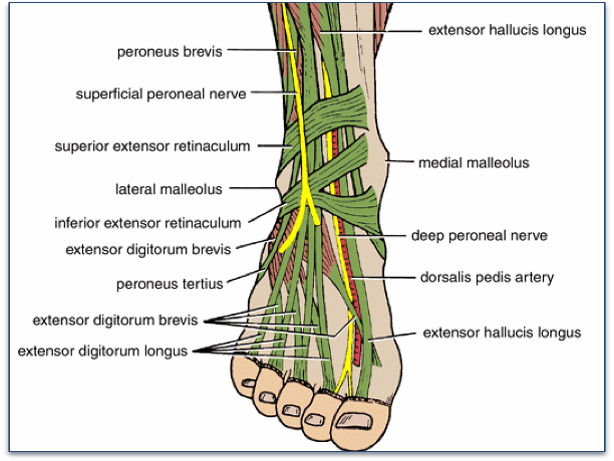 extensor hallucis longus
peroneus brevis
superficial peroneal nerve
superior extensor retinaculum
medial malleolus
lateral malleolus
inferior extensor retinaculum
deep peroneal nerve
extensor digitorum brevis
dorsalis pedis artery
peroneus tertius
extensor digitorum brevis
extensor hallucis longus
extensor digitorum longus